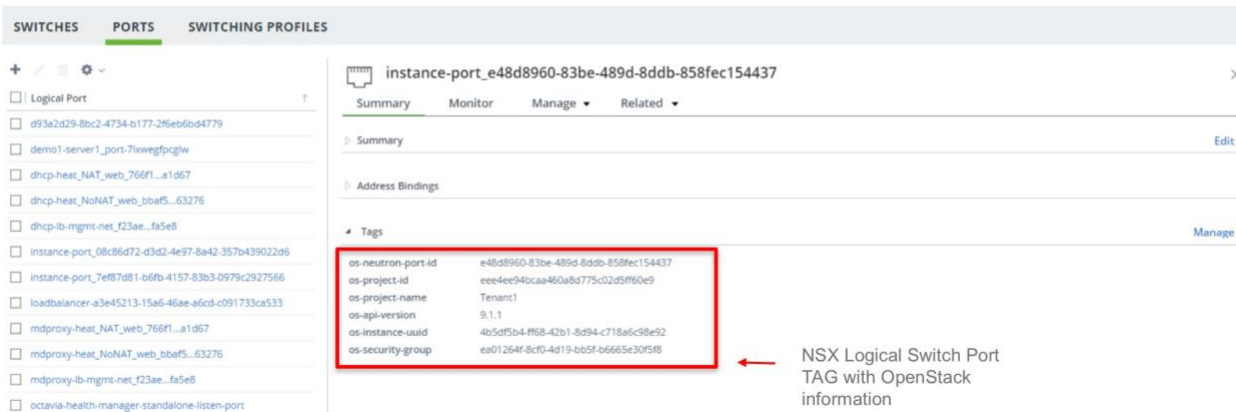 SWITCHES PORTS SWITCHING PROFILES
Logical Port
d93a2d29-8bc2-4734-b177-2f6eb6bd4779
demo1-server1_port-7lxwegfpcglw
dhcp-heat_NAT_web_766f1...a1d67
dhcp-heat_NoNAT_web_bbaf5...63276
dhcp-lb-mgmt-net_f23ae...fa5e8
instance-port_08c86d72-d3d2-4e97-8a42-357b439022d6
instance-port_7ef87d81-b6fb-4157-83b3-0979c2927566
loadbalancer-a3e45213-15a6-46ae-a6cd-c091733ca533
mdproxy-heat_NAT_web_766f1...a1d67
mdproxy-heat_NoNAT_web_bbaf5...63276
mdproxy-lb-mgmt-net_f23ae...fa5e8
octavia-health-manager-standalone-listen-port
instance-port_e48d8960-83be-489d-8ddb-858fec154437
Summary Monitor Manage Related
Summary Edit
Address Bindings
Tags Manage
os-neutron-port-id e48d8960-83be-489d-8ddb-858fec154437
os-project-id eee4ee94bcaa460a8d775c02d5ff60e9
os-project-name Tenant1
os-api-version 9.1.1
os-instance-uuid 4b5df5b4-ff68-42b1-8d94-c718a6c98e92
os-security-group ea01264f-8cf0-4d19-bb5f-b6665e30f5f8
NSX Logical Switch Port
TAG with OpenStack
information